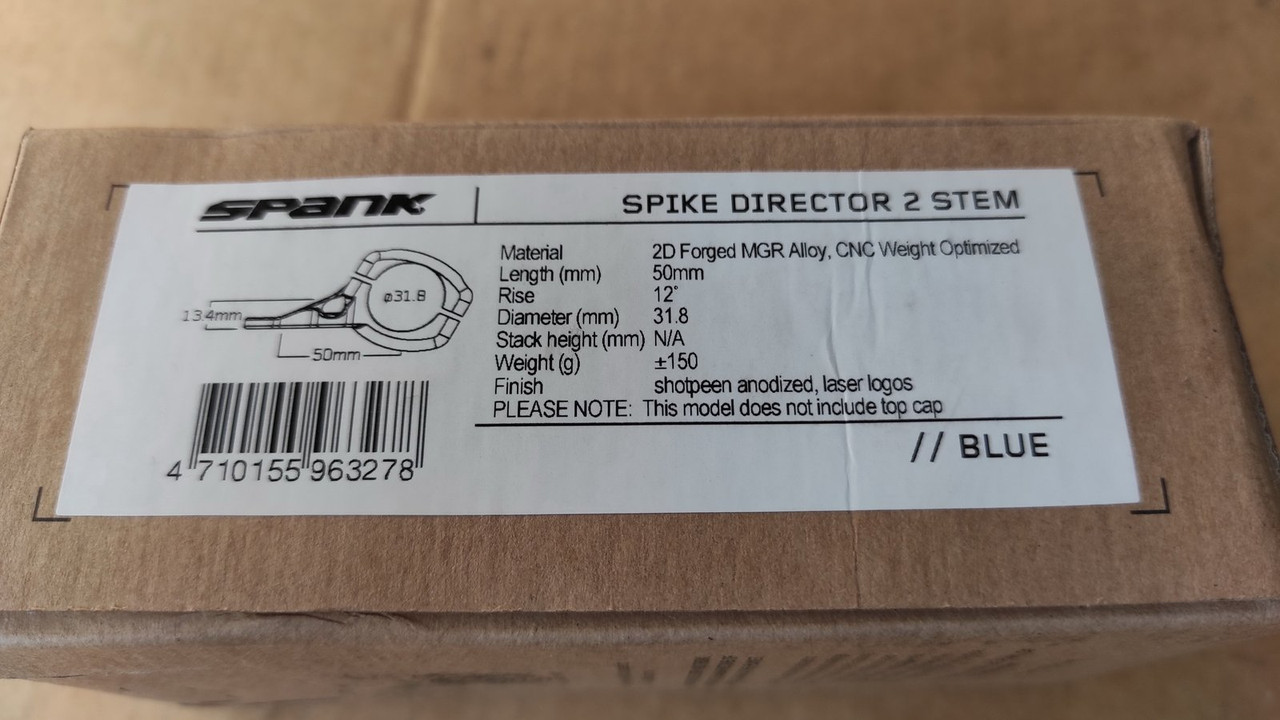 SPANK
SPIKE DIRECTOR 2 STEM
Material 2D Forged MGR Alloy, CNC Weight Optimized
Length (mm) 50mm
Rise 12°
Diameter (mm) 31.8
Stack height (mm) N/A
Weight (g) ±150
Finish shotpeen anodized, laser logos
PLEASE NOTE: This model does not include top cap
// BLUE
ø31.8
13.4mm
50mm
4 710155 963278